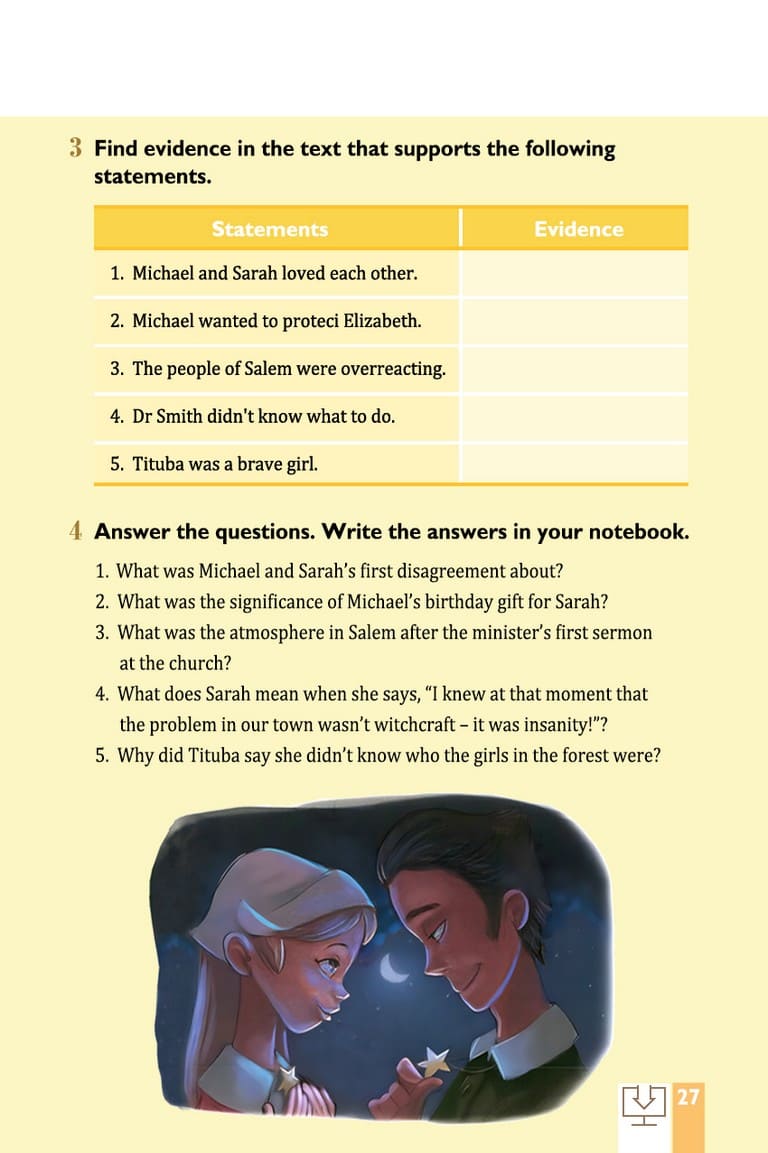 3 Find evidence in the text that supports the following
statements.
Statements Evidence
1. Michael and Sarah loved each other.
2. Michael wanted to proteci Elizabeth.
3. The people of Salem were overreacting.
4. Dr Smith didn't know what to do.
5. Tituba was a brave girl.
4 Answer the questions. Write the answers in your notebook.
1. What was Michael and Sarah’s first disagreement about?
2. What was the significance of Michael’s birthday gift for Sarah?
3. What was the atmosphere in Salem after the minister’s first sermon
at the church?
4. What does Sarah mean when she says, “I knew at that moment that
the problem in our town wasn’t witchcraft – it was insanity!”?
5. Why did Tituba say she didn’t know who the girls in the forest were?
27